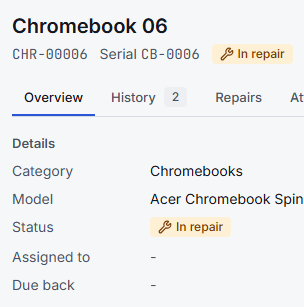 Chromebook 06
CHR-00006 Serial CB-0006 In repair
Overview History 2 Repairs At
Details
Category Chromebooks
Model Acer Chromebook Spin
Status In repair
Assigned to -
Due back -